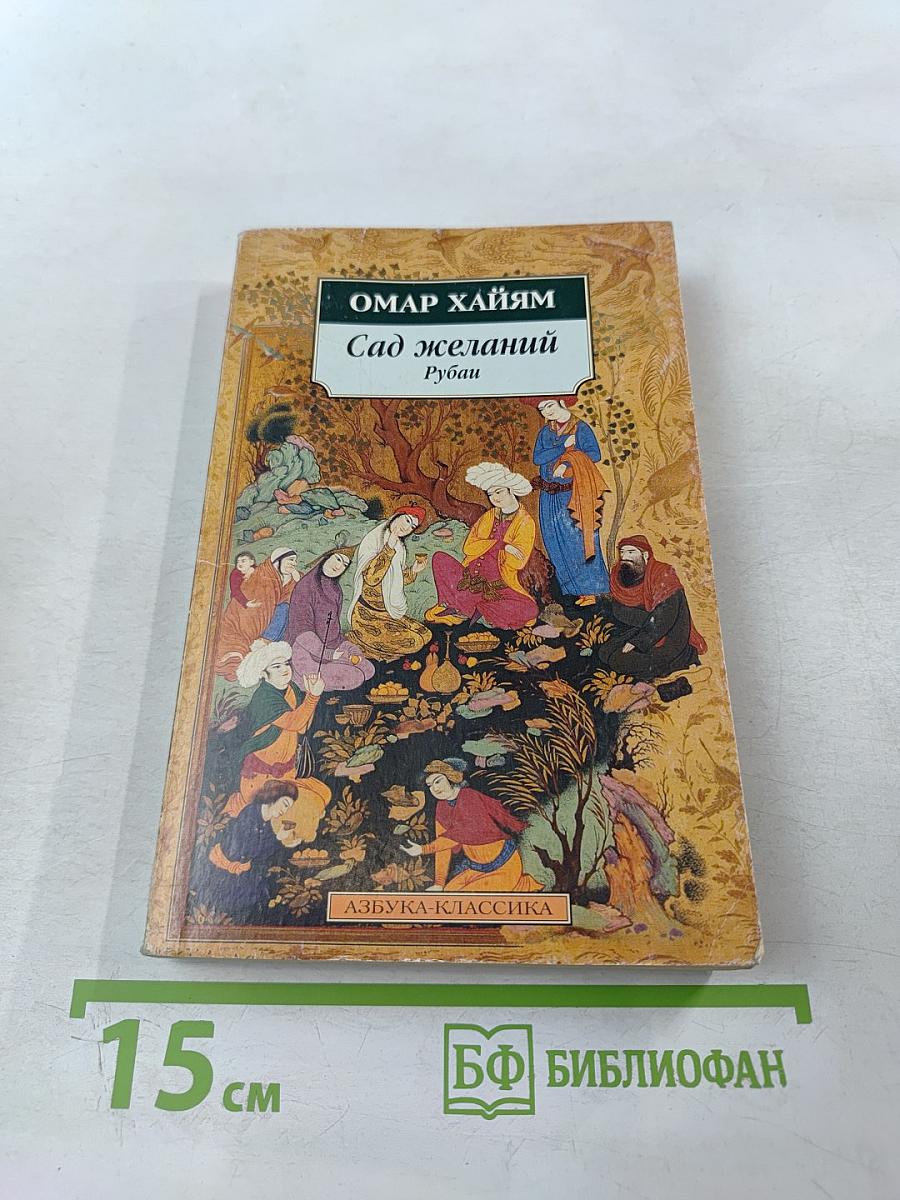 ОМАР ХАЙЯМ
Сад желаний
Рубаи
АЗБУКА-КЛАССИКА
15 см
БФ БИБЛИОФАН